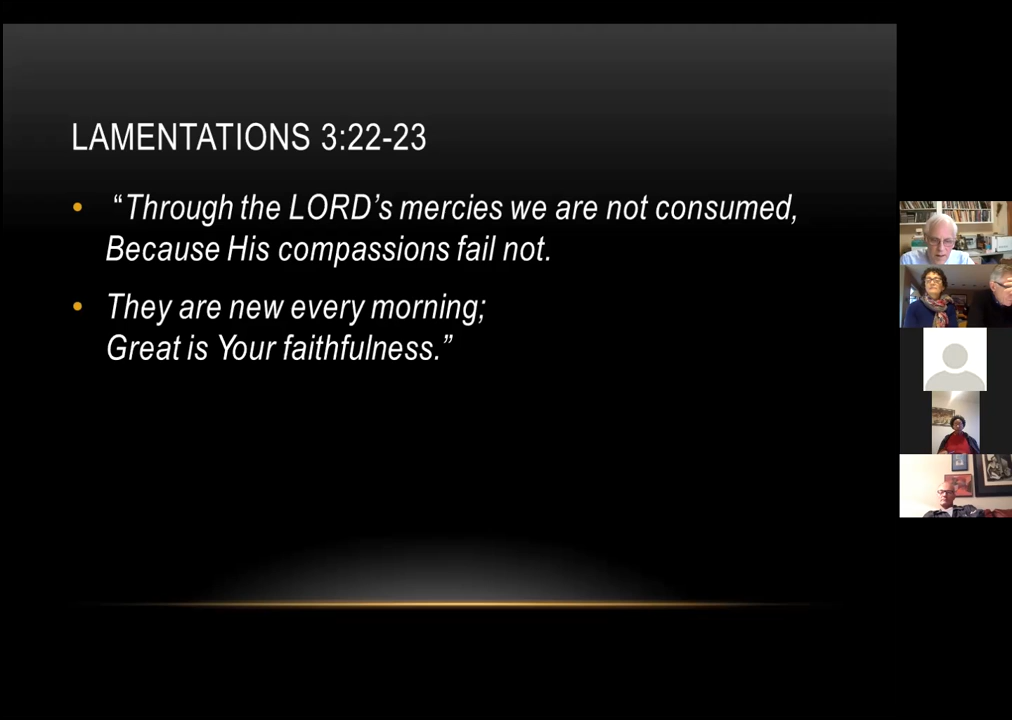 LAMENTATIONS 3:22-23
• “Through the LORD’s mercies we are not consumed,
Because His compassions fail not.
• They are new every morning;
Great is Your faithfulness.”